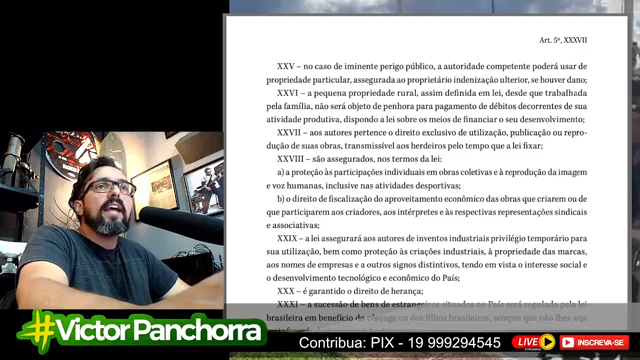 Art. 5º, XXXVII
XXV – no caso de iminente perigo público, a autoridade competente poderá usar de
propriedade particular, assegurada ao proprietário indenização ulterior, se houver dano;
XXVI – a pequena propriedade rural, assim definida em lei, desde que trabalhada
pela família, não será objeto de penhora para pagamento de débitos decorrentes de sua
atividade produtiva, dispondo a lei sobre os meios de financiar o seu desenvolvimento;
XXVII – aos autores pertence o direito exclusivo de utilização, publicação ou repro-
dução de suas obras, transmissível aos herdeiros pelo tempo que a lei fixar;
XXVIII – são assegurados, nos termos da lei:
a) a proteção às participações individuais em obras coletivas e à reprodução da imagem
e voz humanas, inclusive nas atividades desportivas;
b) o direito de fiscalização do aproveitamento econômico das obras que criarem ou de
que participarem aos criadores, aos intérpretes e às respectivas representações sindicais
e associativas;
XXIX – a lei assegurará aos autores de inventos industriais privilégio temporário para
sua utilização, bem como proteção às criações industriais, à propriedade das marcas,
aos nomes de empresas e a outros signos distintivos, tendo em vista o interesse social e
o desenvolvimento tecnológico e econômico do País;
XXX – é garantido o direito de herança;
XXXI – a sucessão de bens de estrangeiros situados no País será regulada pela lei
brasileira em benefício do cônjuge ou dos filhos brasileiros, sempre que não lhes seja
#Victor Panchorra
Contribua: PIX - 19 999294545
LIVE
INSCREVA-SE